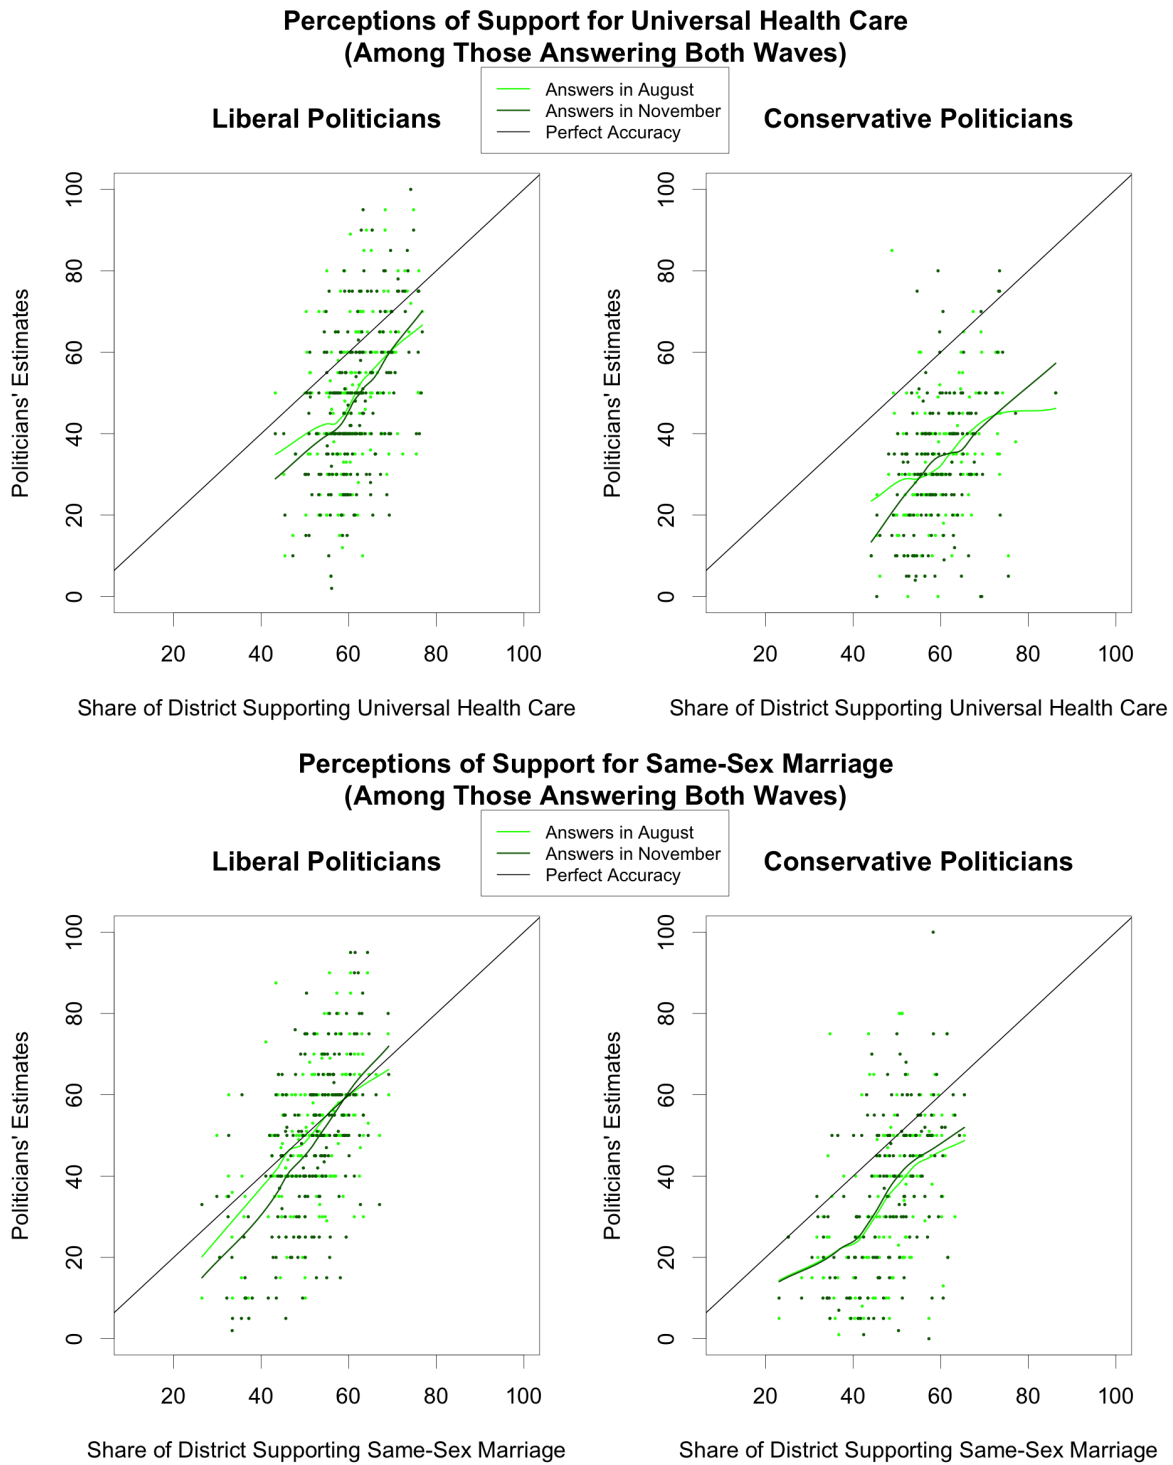 Perceptions of Support for Universal Health Care
(Among Those Answering Both Waves)
Answers in August
Answers in November
Perfect Accuracy
Liberal Politicians
Conservative Politicians
Politicians' Estimates
0 20 40 60 80 100
20 40 60 80 100
Share of District Supporting Universal Health Care
Politicians' Estimates
0 20 40 60 80 100
20 40 60 80 100
Share of District Supporting Universal Health Care
Perceptions of Support for Same-Sex Marriage
(Among Those Answering Both Waves)
Answers in August
Answers in November
Perfect Accuracy
Liberal Politicians
Conservative Politicians
Politicians' Estimates
0 20 40 60 80 100
20 40 60 80 100
Share of District Supporting Same-Sex Marriage
Politicians' Estimates
0 20 40 60 80 100
20 40 60 80 100
Share of District Supporting Same-Sex Marriage